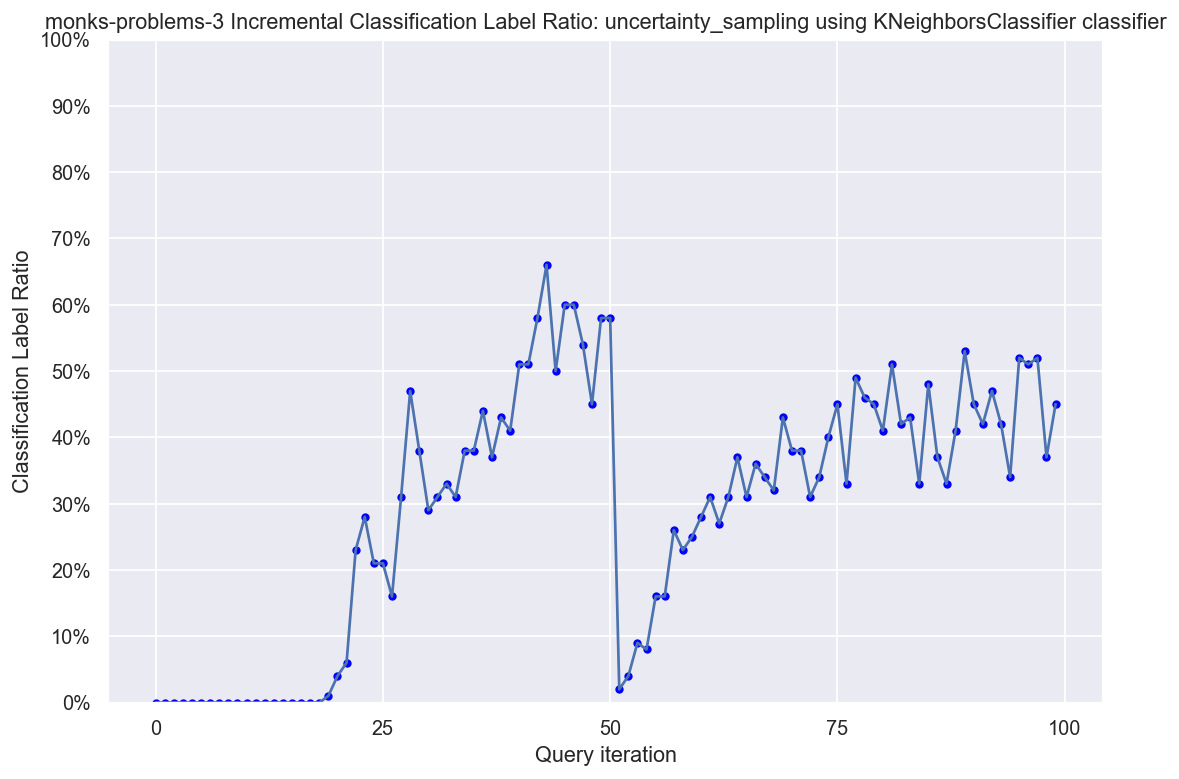 monks-problems-3 Incremental Classification Label Ratio: uncertainty_sampling using KNeighborsClassifier classifier
100%
90%
80%
70%
60%
50%
40%
30%
20%
10%
0%
Classification Label Ratio
0 25 50 75 100
Query iteration